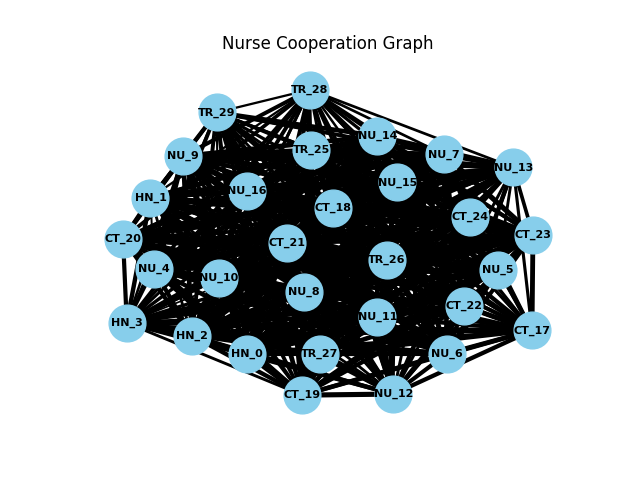 Nurse Cooperation Graph
TR_28
TR_29
NU_14
TR_25
NU_7
NU_9
NU_13
NU_15
NU_16
HN_1
CT_18
CT_24
CT_23
CT_20
CT_21
TR_26
NU_4
NU_5
NU_10
NU_8
CT_22
NU_11
HN_3
CT_17
HN_2
HN_0
TR_27
NU_6
CT_19
NU_12